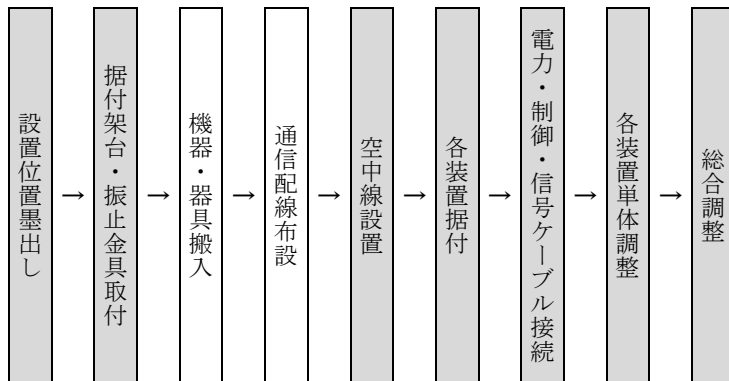 設置位置墨出し
→
据付架台・振止金具取付
→
機器・器具搬入
→
通信配線布設
→
空中線設置
→
各装置据付
→
電力・制御・信号ケーブル接続
→
各装置単体調整
→
総合調整